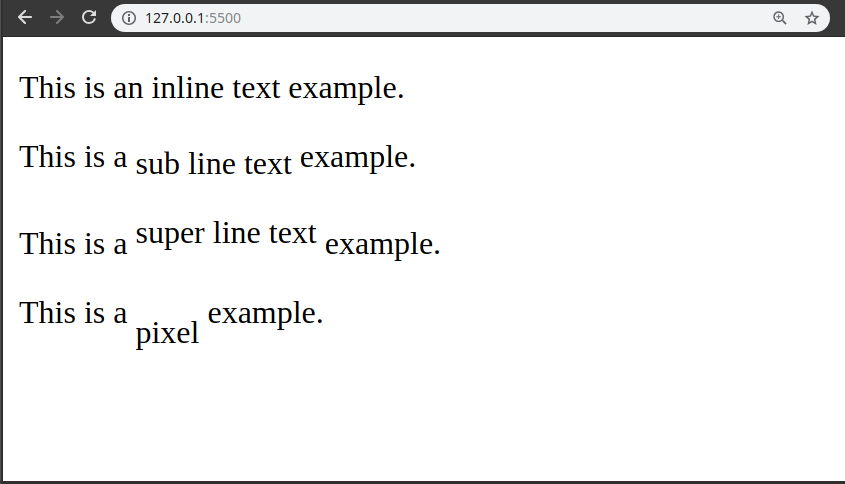 127.0.0.1:5500
This is an inline text example.
This is a sub line text example.
This is a super line text example.
This is a pixel example.